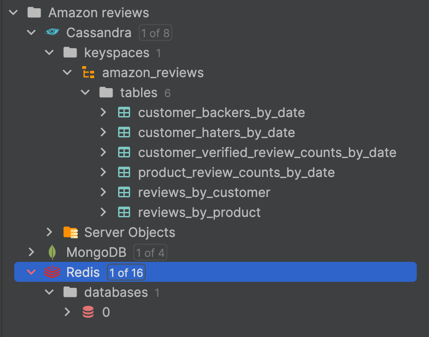 Amazon reviews
Cassandra 1 of 8
keyspaces 1
amazon_reviews
tables 6
customer_backers_by_date
customer_haters_by_date
customer_verified_review_counts_by_date
product_review_counts_by_date
reviews_by_customer
reviews_by_product
Server Objects
MongoDB 1 of 4
Redis 1 of 16
databases 1
0